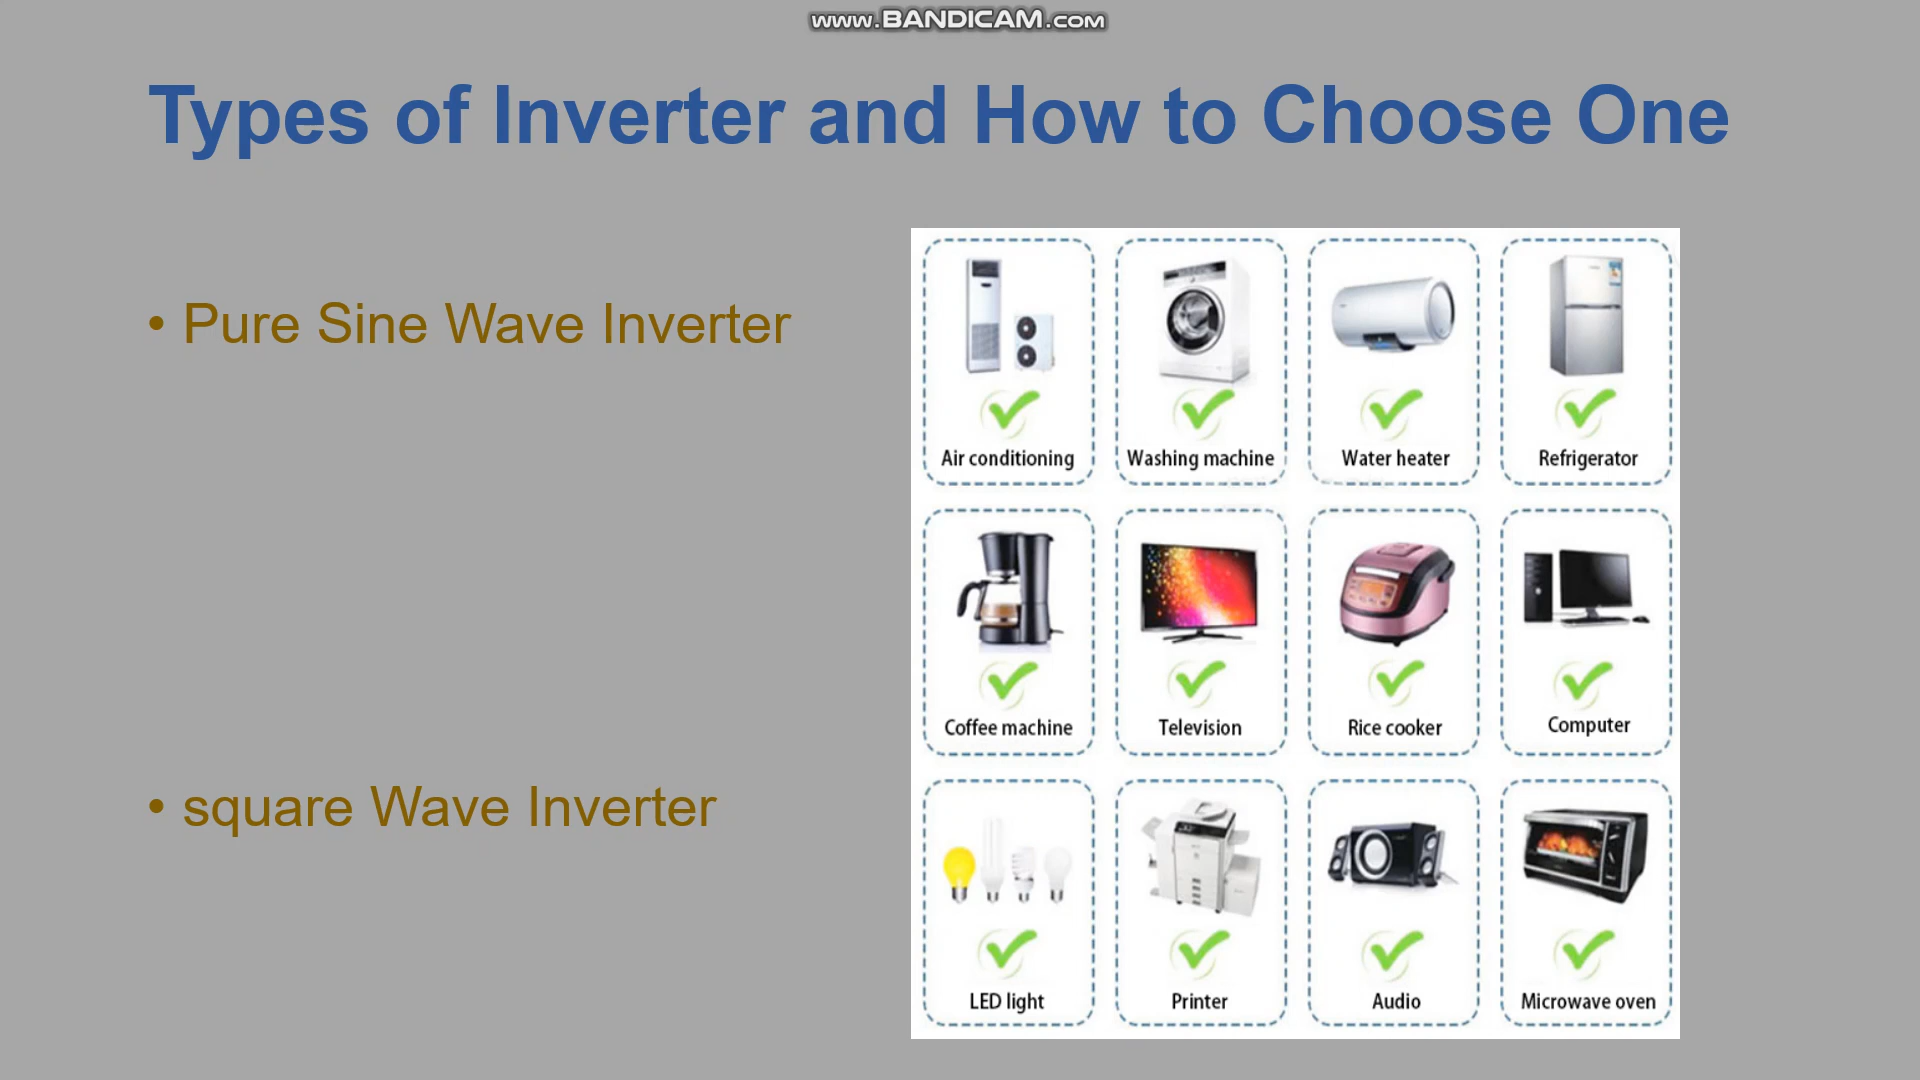 www.BANDICAM.com
Types of Inverter and How to Choose One
• Pure Sine Wave Inverter
• square Wave Inverter
Air conditioning
Washing machine
Water heater
Refrigerator
Coffee machine
Television
Rice cooker
Computer
LED light
Printer
Audio
Microwave oven